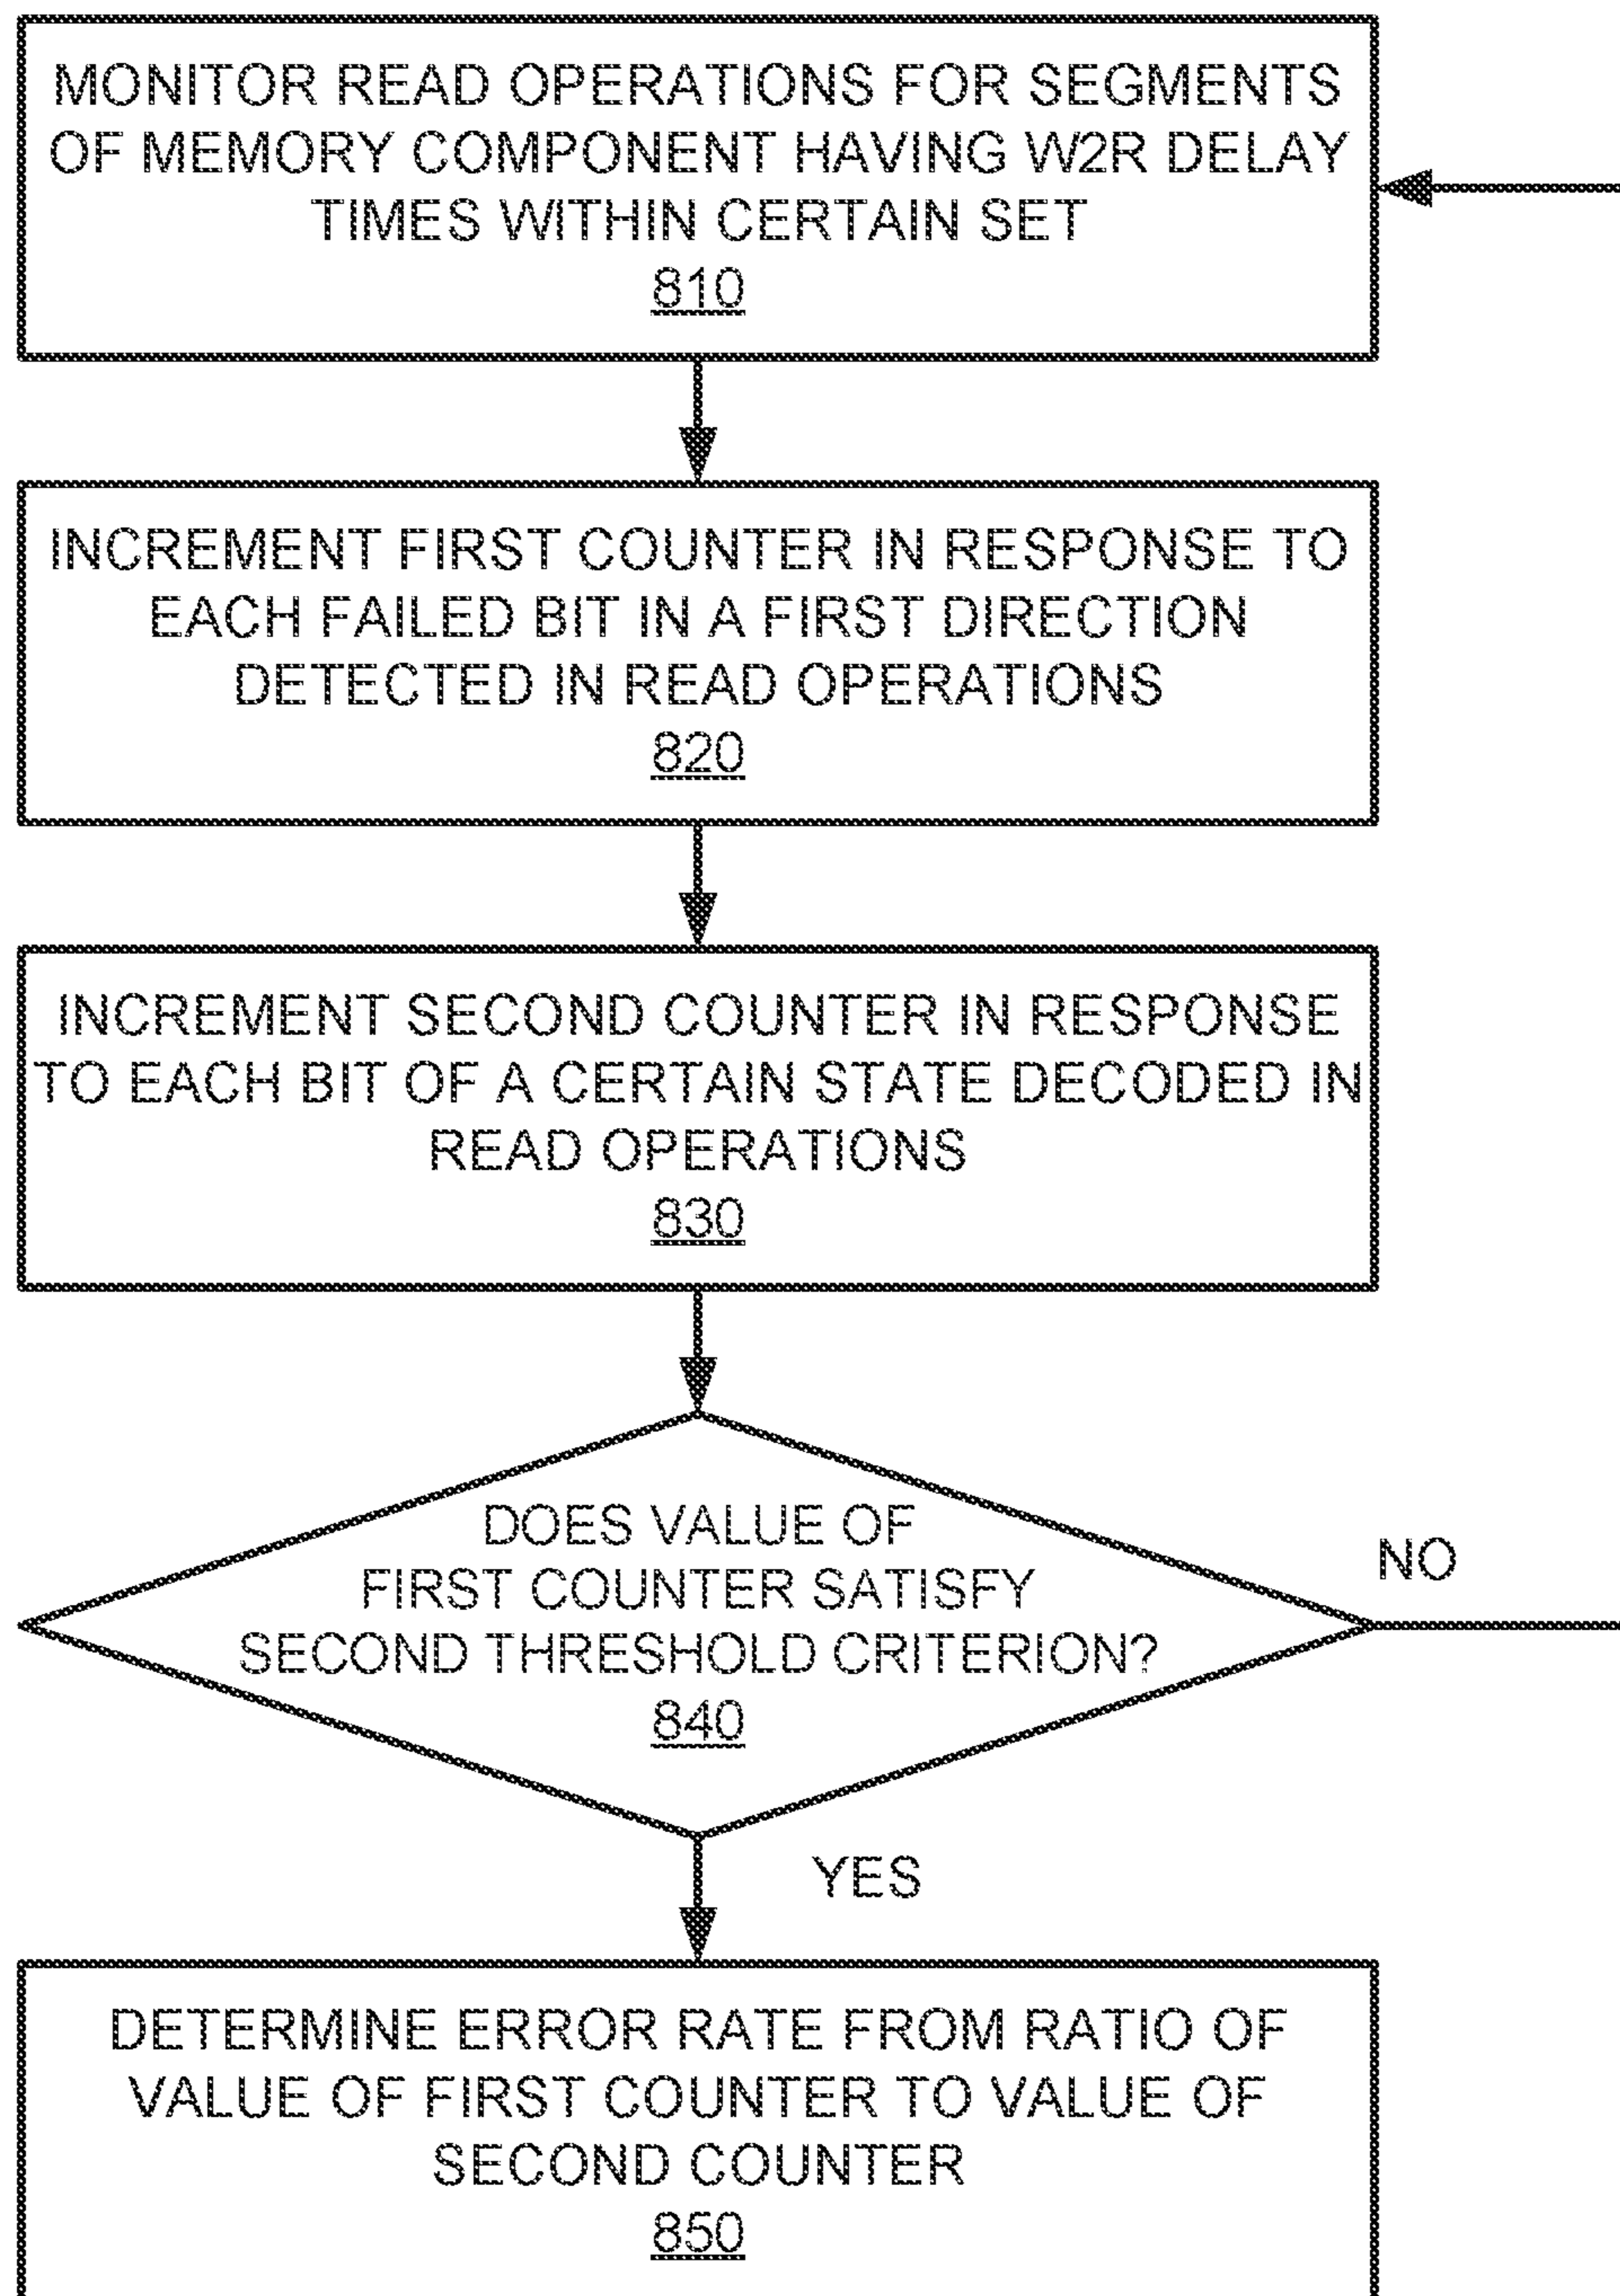 MONITOR READ OPERATIONS FOR SEGMENTS
OF MEMORY COMPONENT HAVING W2R DELAY
TIMES WITHIN CERTAIN SET
810
INCREMENT FIRST COUNTER IN RESPONSE TO
EACH FAILED BIT IN A FIRST DIRECTION
DETECTED IN READ OPERATIONS
820
INCREMENT SECOND COUNTER IN RESPONSE
TO EACH BIT OF A CERTAIN STATE DECODED IN
READ OPERATIONS
830
DOES VALUE OF
FIRST COUNTER SATISFY
SECOND THRESHOLD CRITERION?
840
NO
YES
DETERMINE ERROR RATE FROM RATIO OF
VALUE OF FIRST COUNTER TO VALUE OF
SECOND COUNTER
850